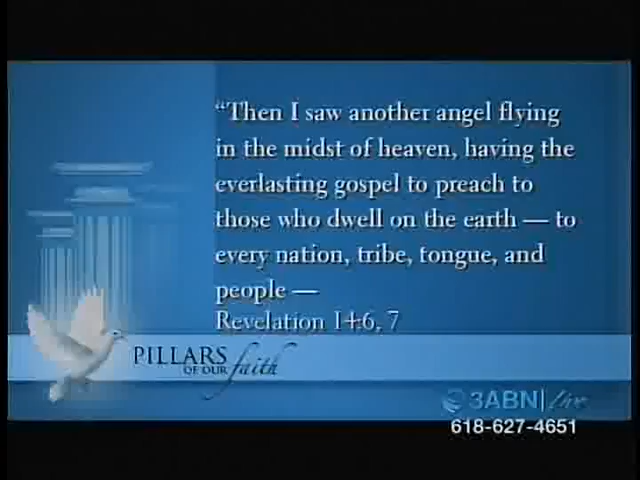 “Then I saw another angel flying
in the midst of heaven, having the
everlasting gospel to preach to
those who dwell on the earth — to
every nation, tribe, tongue, and
people —
Revelation 14:6, 7
PILLARS
OF OUR faith
3ABN Live
618-627-4651